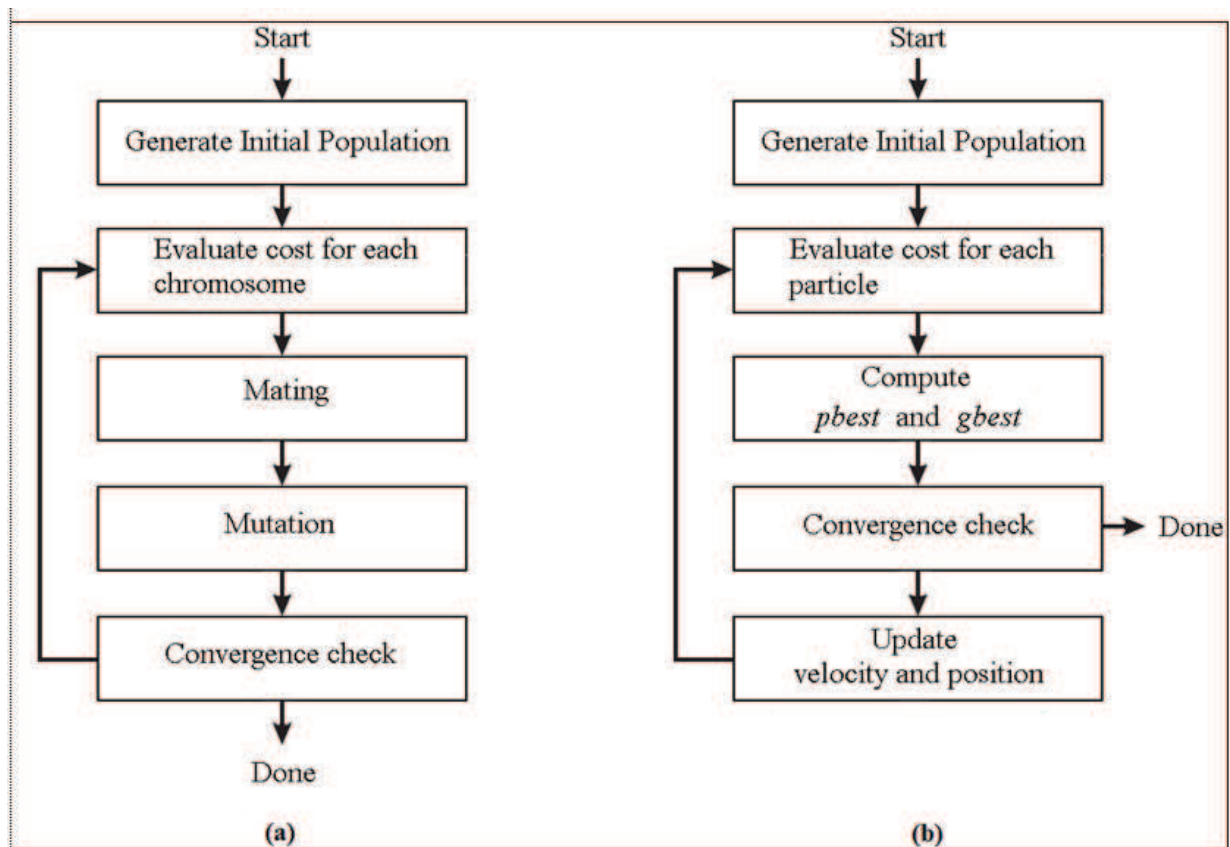 Start
Generate Initial Population
Evaluate cost for each
chromosome
Mating
Mutation
Convergence check
Done
(a)
Start
Generate Initial Population
Evaluate cost for each
particle
Compute
pbest and gbest
Convergence check
Done
Update
velocity and position
(b)